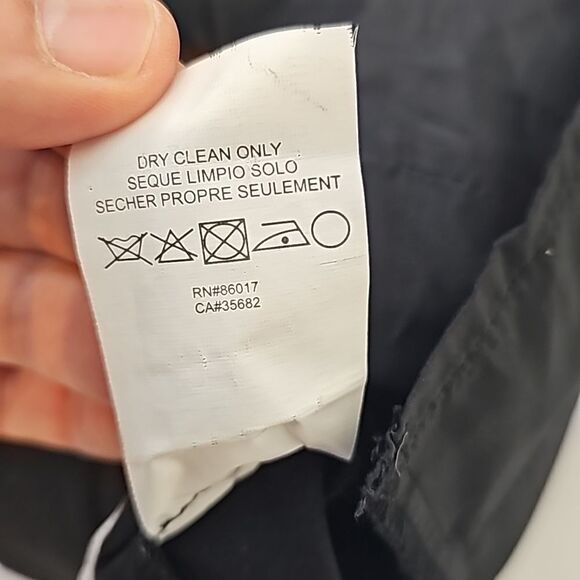 DRY CLEAN ONLY
SEQUE LIMPIO SOLO
SECHER PROPRE SEULEMENT
RN#86017
CA#35682